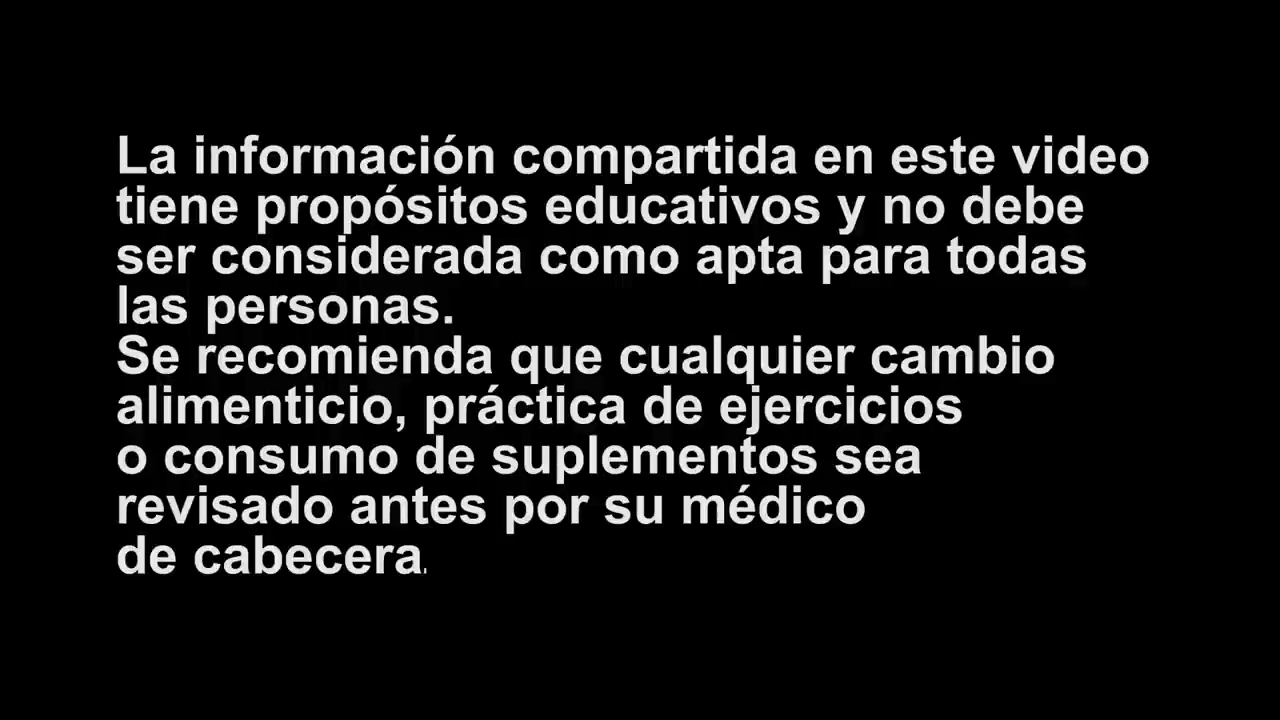 La información compartida en este video
tiene propósitos educativos y no debe
ser considerada como apta para todas
las personas.
Se recomienda que cualquier cambio
alimenticio, práctica de ejercicios
o consumo de suplementos sea
revisado antes por su médico
de cabecera.